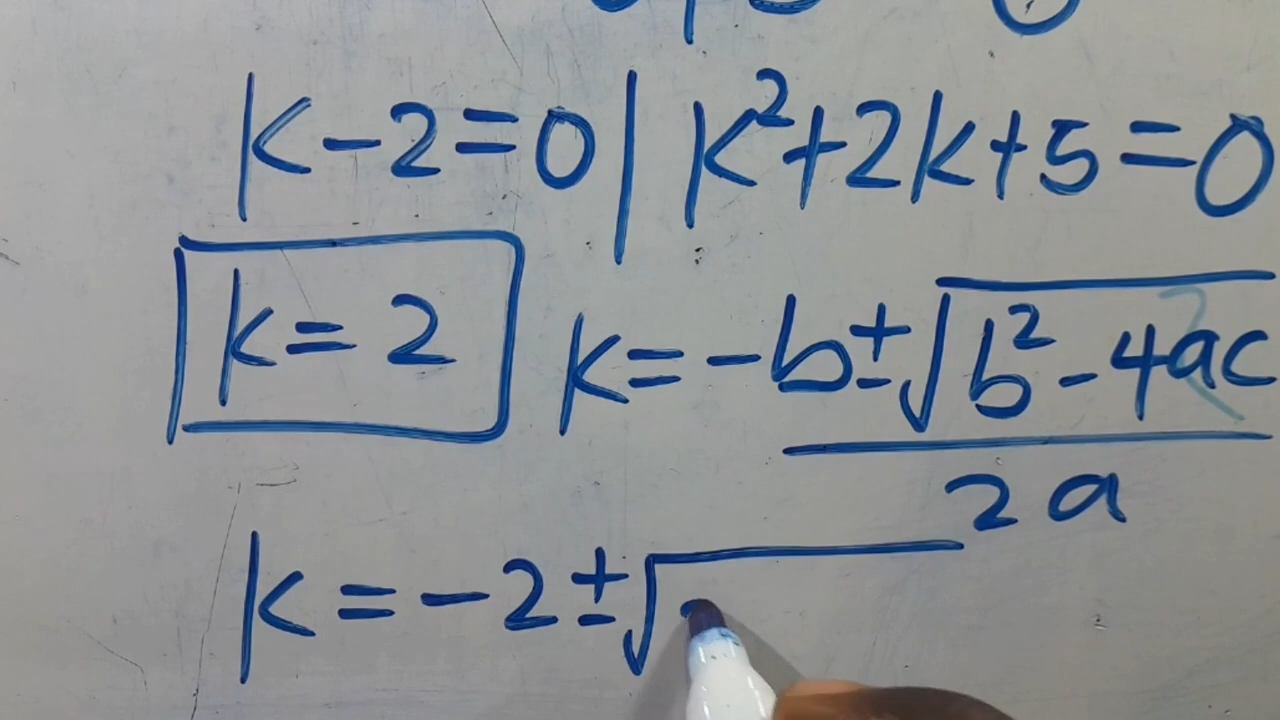 k-2=0 | k²+2k+5=0
k = 2
k = -b±√b²-4ac
2a
k = -2±√